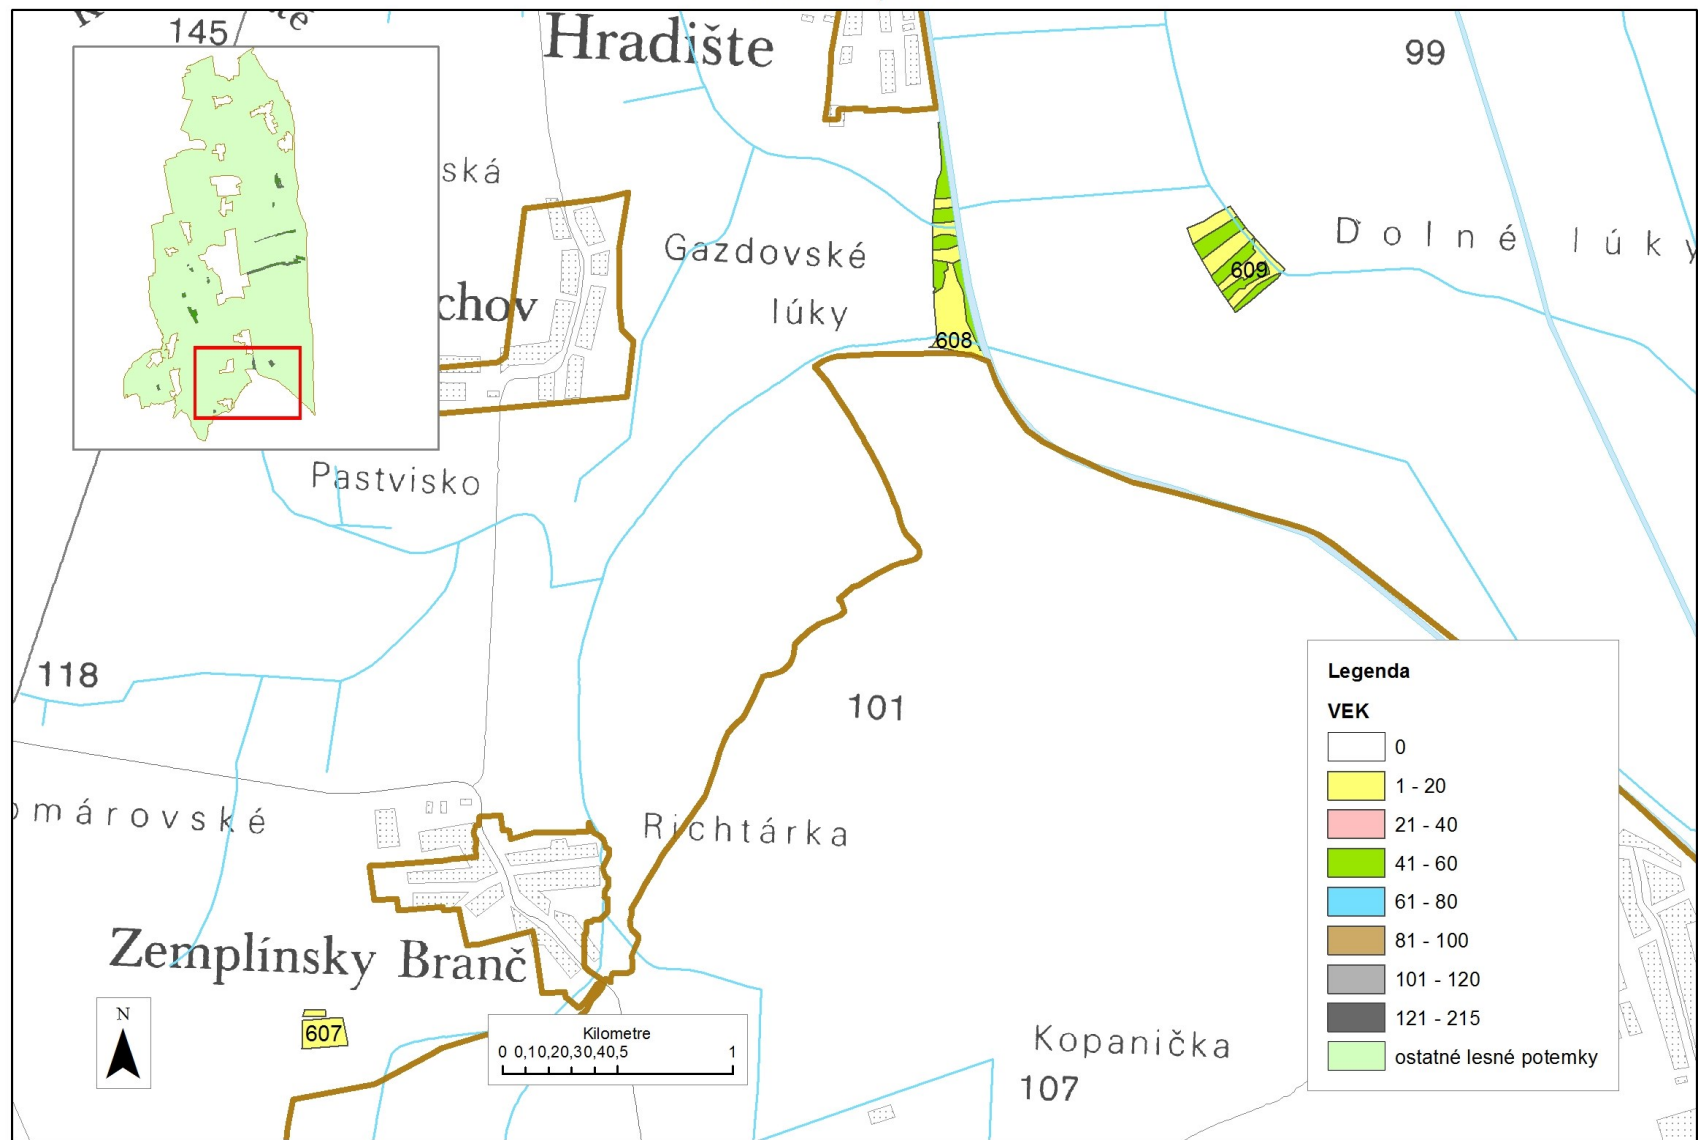 145
Hradište
99
ská
Dolné lúky
Gazdovské
lúky
609
chov
608
Pastvisko
118
101
márovské
Richtárka
Zemplínsky Branč
607
N
Kilometre
0 0,10,20,30,40,5 1
Kopanička
107
Legenda
VEK
0
1 - 20
21 - 40
41 - 60
61 - 80
81 - 100
101 - 120
121 - 215
ostatné lesné potemky